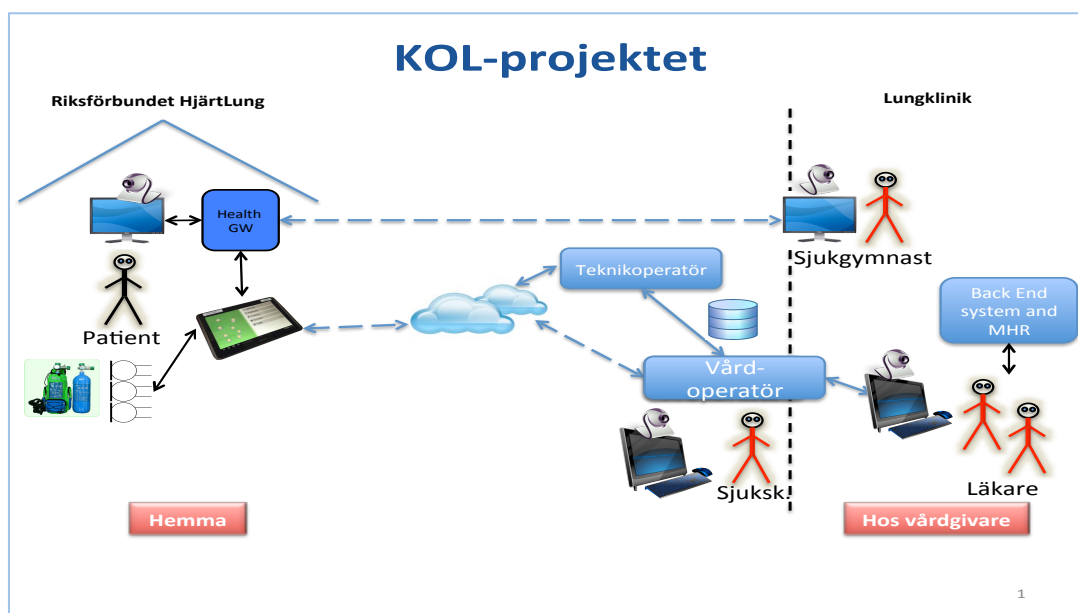 KOL-projektet
Riksförbundet HjärtLung
Lungklinik
Health
GW
Sjukgymnast
Teknikoperatör
Back End
system and
MHR
Patient
Vård-
operatör
Sjuksk.
Läkare
Hemma
Hos vårdgivare
1